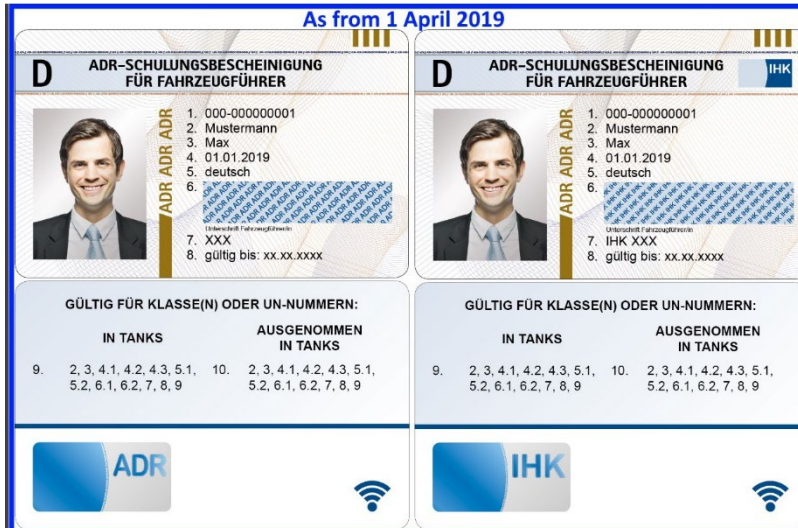 As from 1 April 2019
D
ADR-SCHULUNGSBESCHEINIGUNG
FÜR FAHRZEUGFÜHRER
ADR ADR ADR
1. 000-000000001
2. Mustermann
3. Max
4. 01.01.2019
5. deutsch
6.
Unterschrift Fahrzeugführer/in
7. XXX
8. gültig bis: xx.xx.xxxx
GÜLTIG FÜR KLASSE(N) ODER UN-NUMMERN:
IN TANKS
AUSGENOMMEN
IN TANKS
9. 2, 3, 4.1, 4.2, 4.3, 5.1,
5.2, 6.1, 6.2, 7, 8, 9
10. 2, 3, 4.1, 4.2, 4.3, 5.1,
5.2, 6.1, 6.2, 7, 8, 9
ADR
D
ADR-SCHULUNGSBESCHEINIGUNG
FÜR FAHRZEUGFÜHRER
IHK
ADR ADR ADR
1. 000-000000001
2. Mustermann
3. Max
4. 01.01.2019
5. deutsch
6.
Unterschrift Fahrzeugführer/in
7. IHK XXX
8. gültig bis: xx.xx.xxxx
GÜLTIG FÜR KLASSE(N) ODER UN-NUMMERN:
IN TANKS
AUSGENOMMEN
IN TANKS
9. 2, 3, 4.1, 4.2, 4.3, 5.1,
5.2, 6.1, 6.2, 7, 8, 9
10. 2, 3, 4.1, 4.2, 4.3, 5.1,
5.2, 6.1, 6.2, 7, 8, 9
IHK